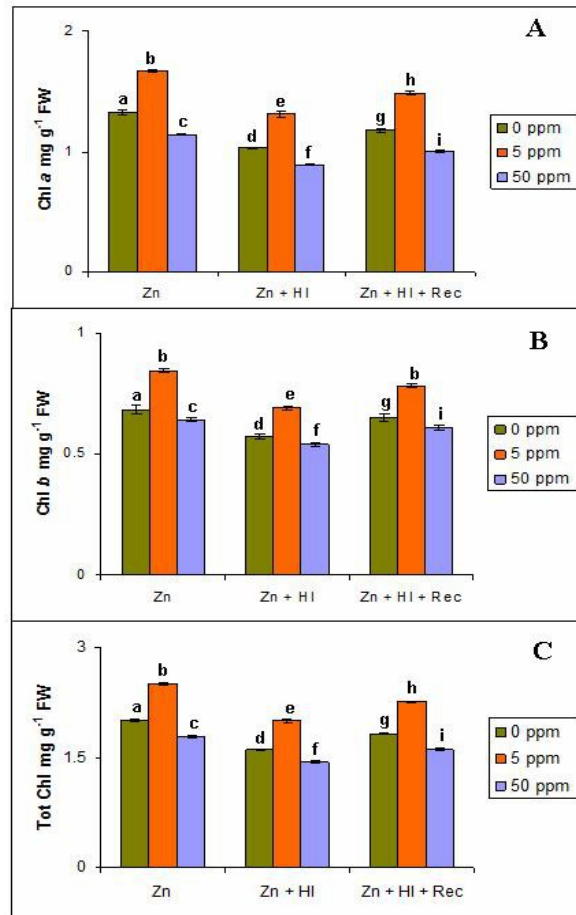 A
2
1
0
Chl a mg g-1 FW
a
b
c
d
e
f
g
h
i
Zn
Zn + HI
Zn + HI + Rec
0 ppm
5 ppm
50 ppm
B
1
0.5
0
Chl b mg g-1 FW
a
b
c
d
e
f
g
b
i
Zn
Zn + HI
Zn + HI + Rec
0 ppm
5 ppm
50 ppm
C
3
1.5
0
Tot Chl mg g-1 FW
a
b
c
d
e
f
g
h
i
Zn
Zn + HI
Zn + HI + Rec
0 ppm
5 ppm
50 ppm